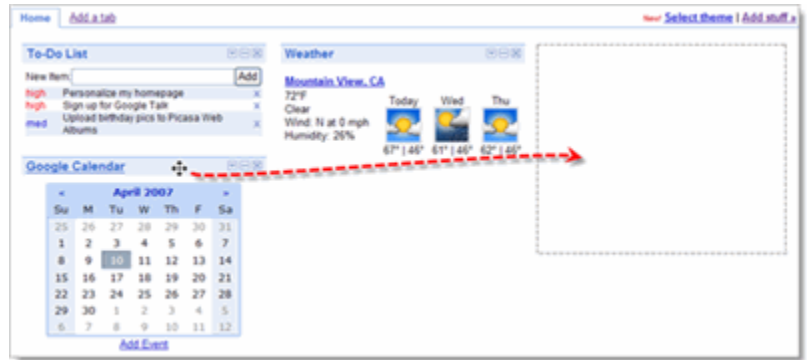 Home Add a tab
New! Select theme | Add stuff »
To-Do List
New Item: Add
high Personalize my homepage x
high Sign up for Google Talk x
med Upload birthday pics to Picasa Web x
Albums
Weather
Mountain View, CA
72°F
Clear
Wind: N at 0 mph
Humidity: 26%
Today Wed Thu
67° | 46° 61° | 46° 62° | 46°
Google Calendar
« April 2007 »
Su M Tu W Th F Sa
25 26 27 28 29 30 31
1 2 3 4 5 6 7
8 9 10 11 12 13 14
15 16 17 18 19 20 21
22 23 24 25 26 27 28
29 30 1 2 3 4 5
6 7 8 9 10 11 12
Add Event